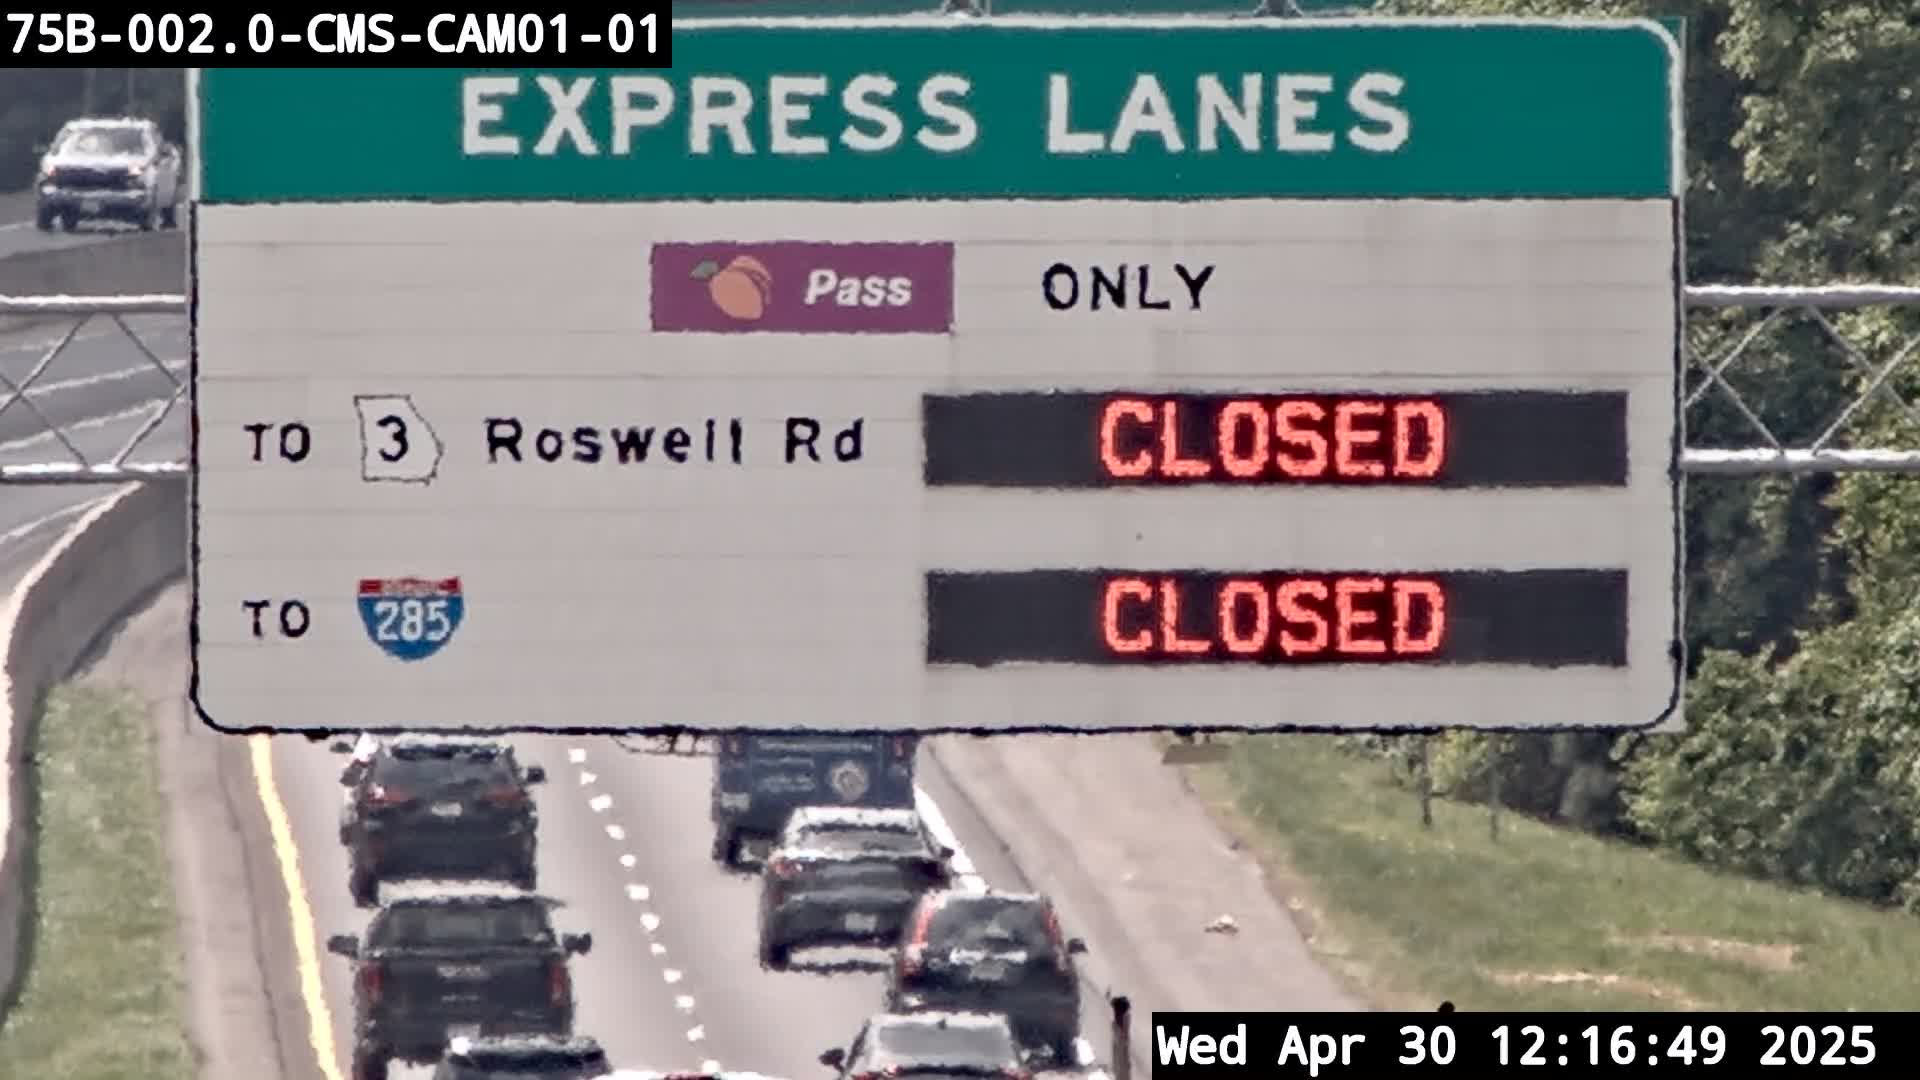 75B-002.0-CMS-CAM01-01
EXPRESS LANES
Pass ONLY
TO 3 Roswell Rd CLOSED
TO 285 CLOSED
Wed Apr 30 12:16:49 2025